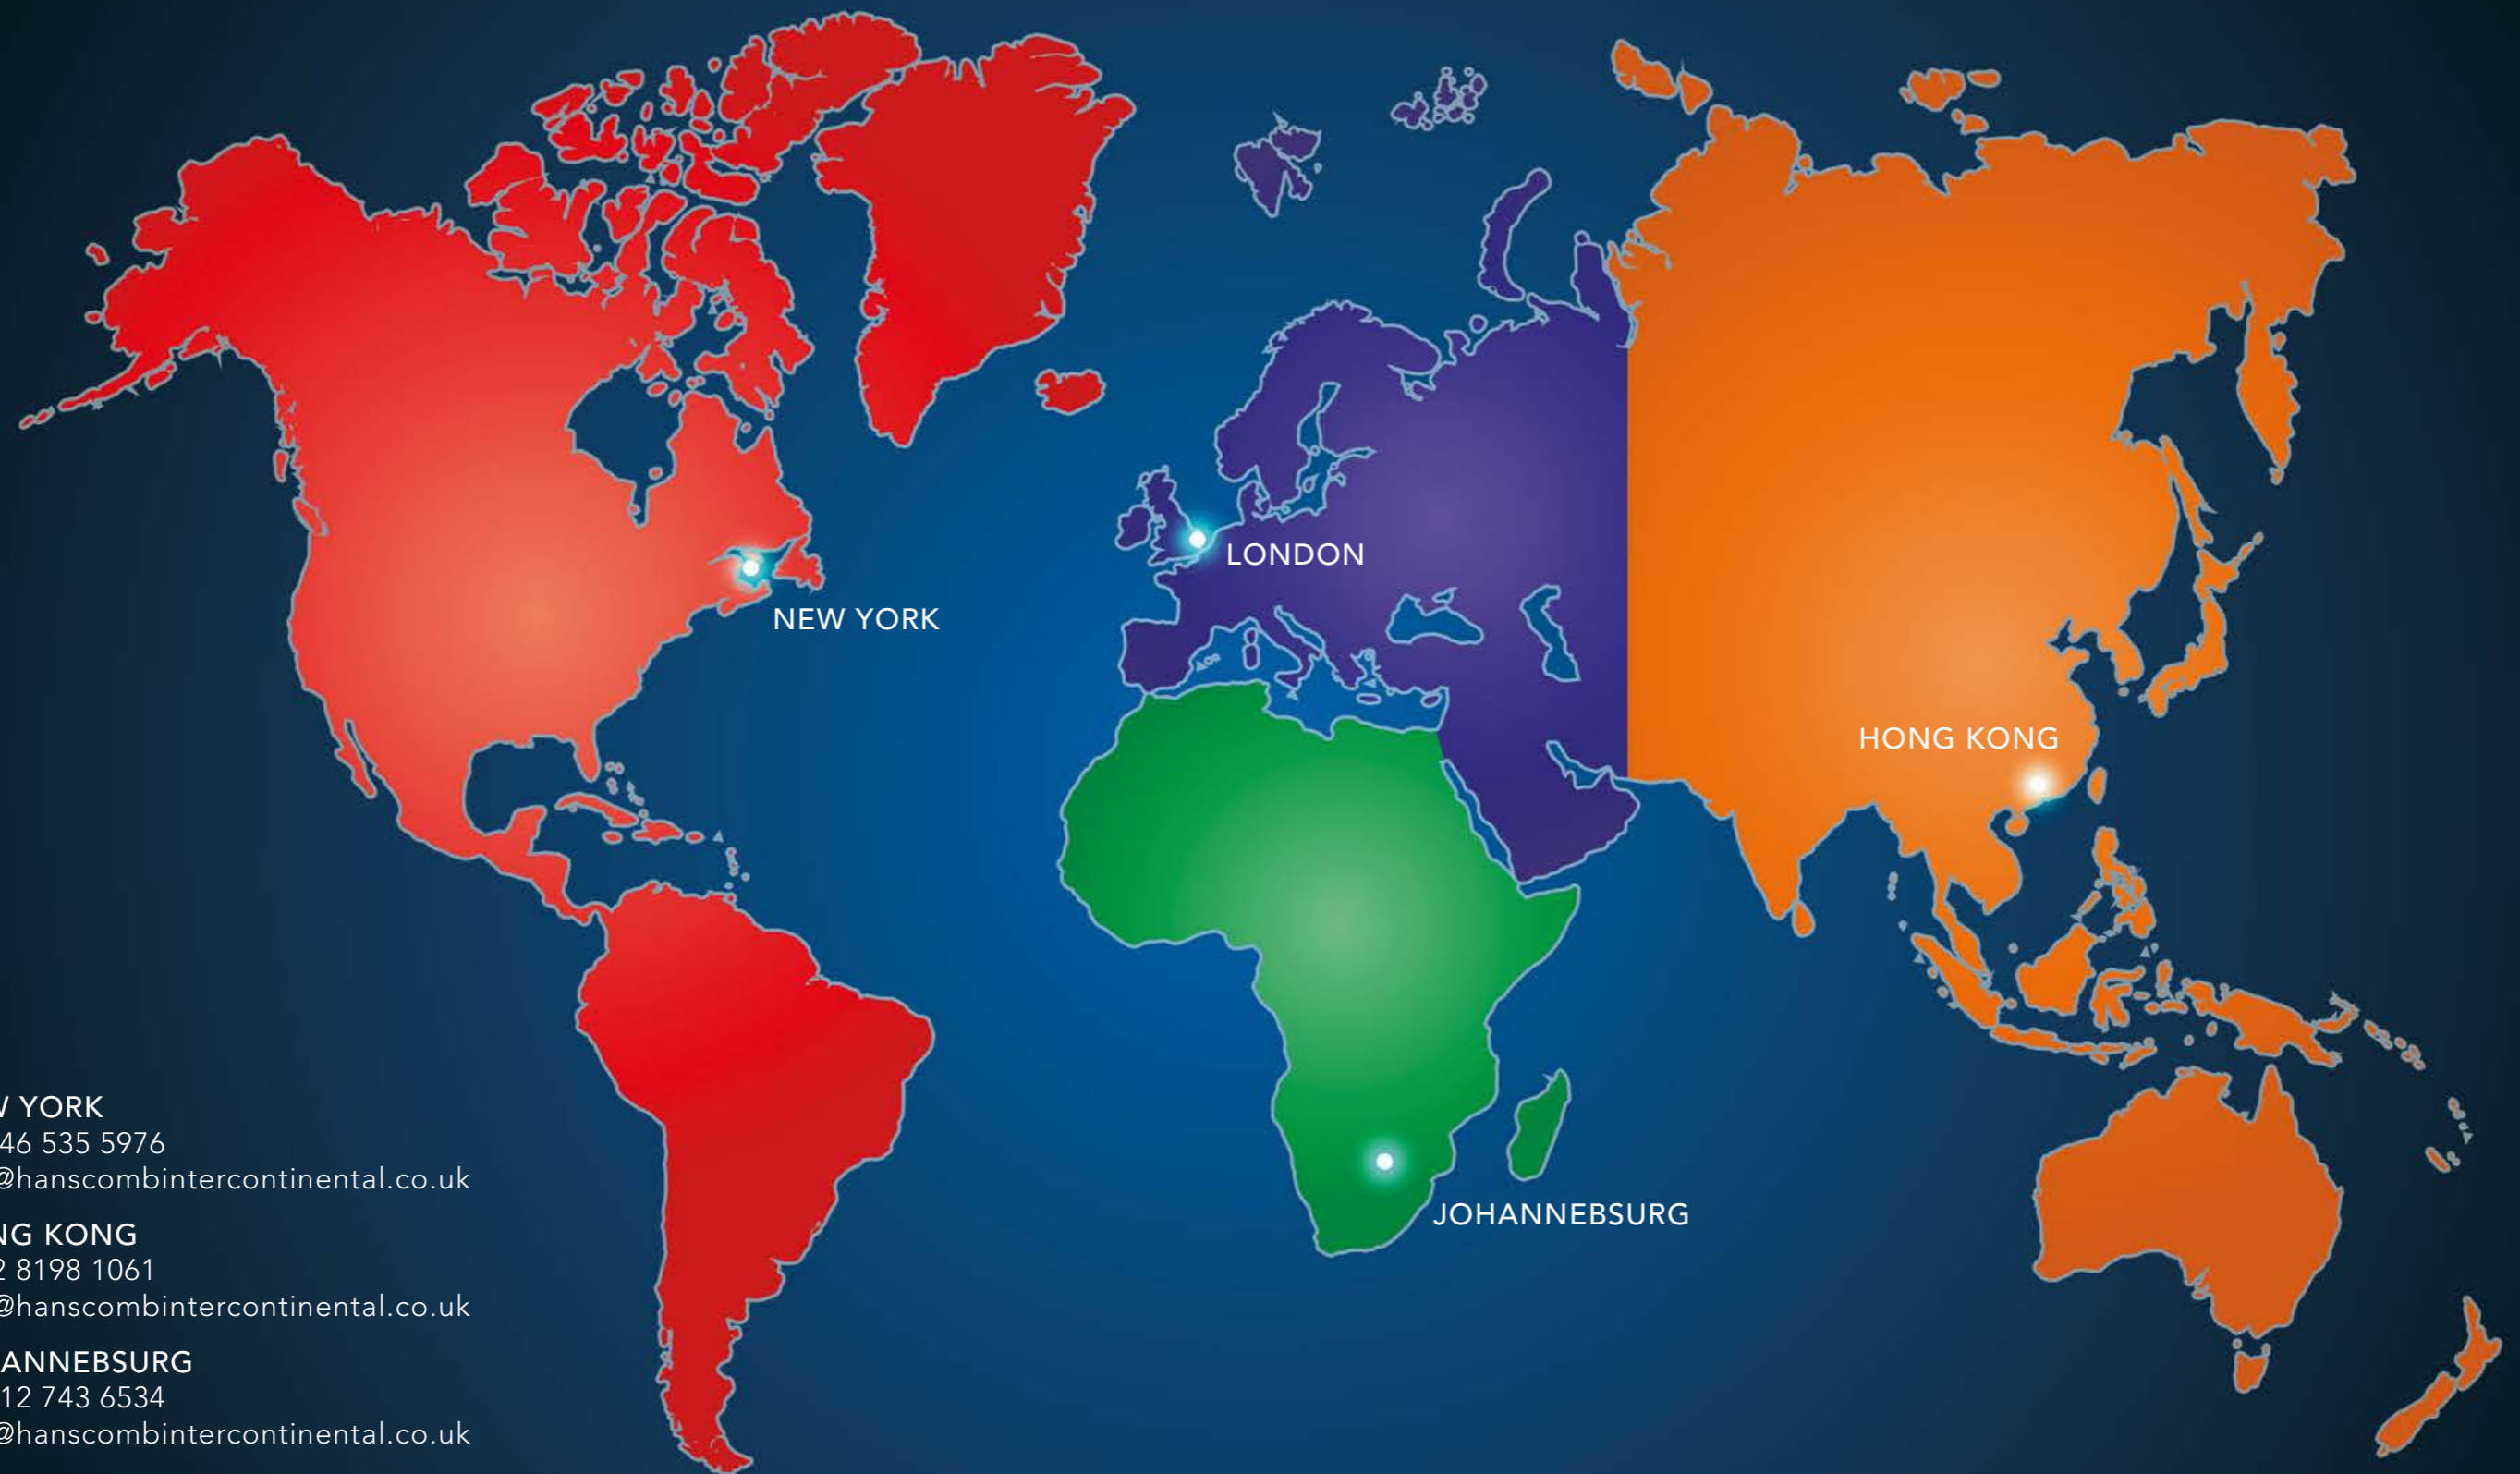 LONDON
NEW YORK
HONG KONG
JOHANNEBSURG
W YORK
46 535 5976
@hanscombintercontinental.co.uk
NG KONG
2 8198 1061
@hanscombintercontinental.co.uk
ANNEBSURG
12 743 6534
@hanscombintercontinental.co.uk